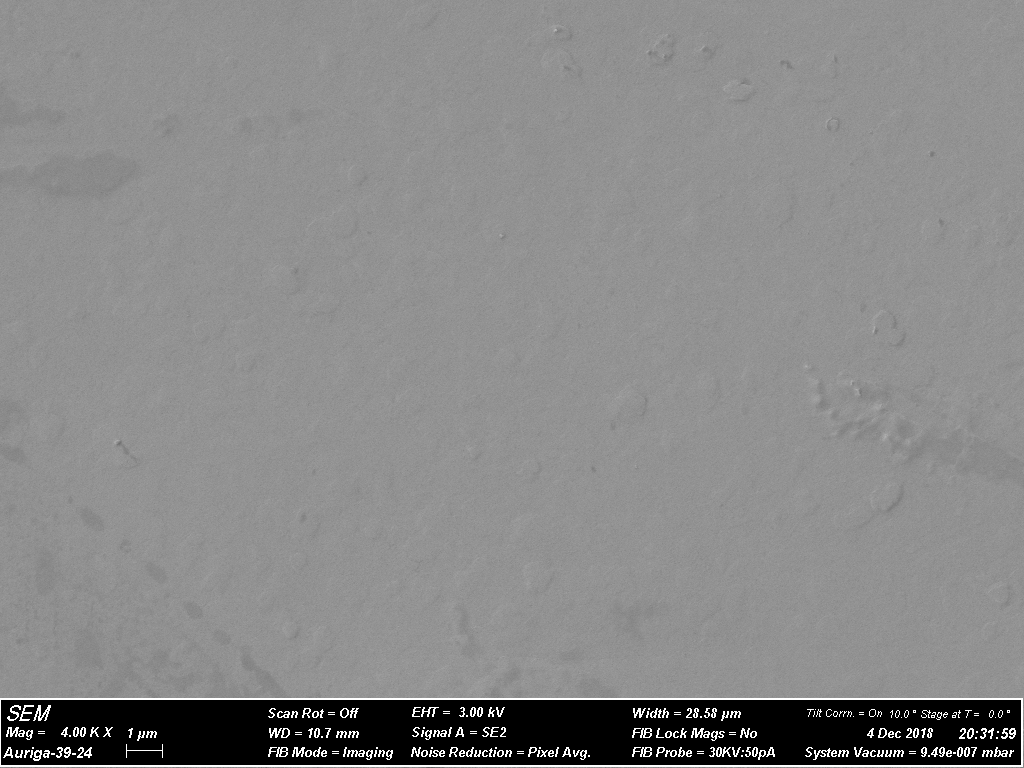 SEM
Mag = 4.00 K X 1 µm
Auriga-39-24
Scan Rot = Off
WD = 10.7 mm
FIB Mode = Imaging
EHT = 3.00 kV
Signal A = SE2
Noise Reduction = Pixel Avg.
Width = 28.58 µm
FIB Lock Mags = No
FIB Probe = 30KV:50pA
Tilt Corrn. = On 10.0 ° Stage at T = 0.0 °
4 Dec 2018 20:31:59
System Vacuum = 9.49e-007 mbar